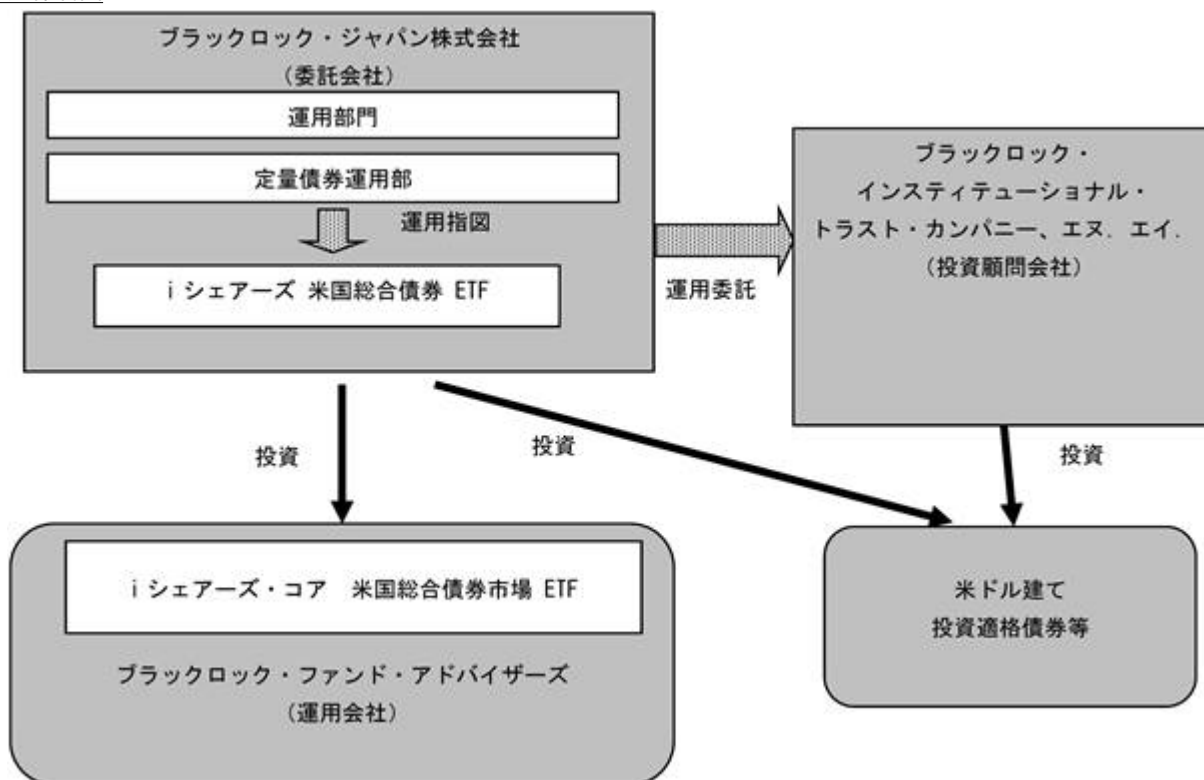 ブラックロック・ジャパン株式会社
（委託会社）
運用部門
定量債券運用部
運用指図
i シェアーズ 米国総合債券 ETF
運用委託
ブラックロック・
インスティテューショナル・
トラスト・カンパニー、エヌ．エイ．
（投資顧問会社）
投資
投資
投資
i シェアーズ・コア　米国総合債券市場 ETF
ブラックロック・ファンド・アドバイザーズ
（運用会社）
米ドル建て
投資適格債券等